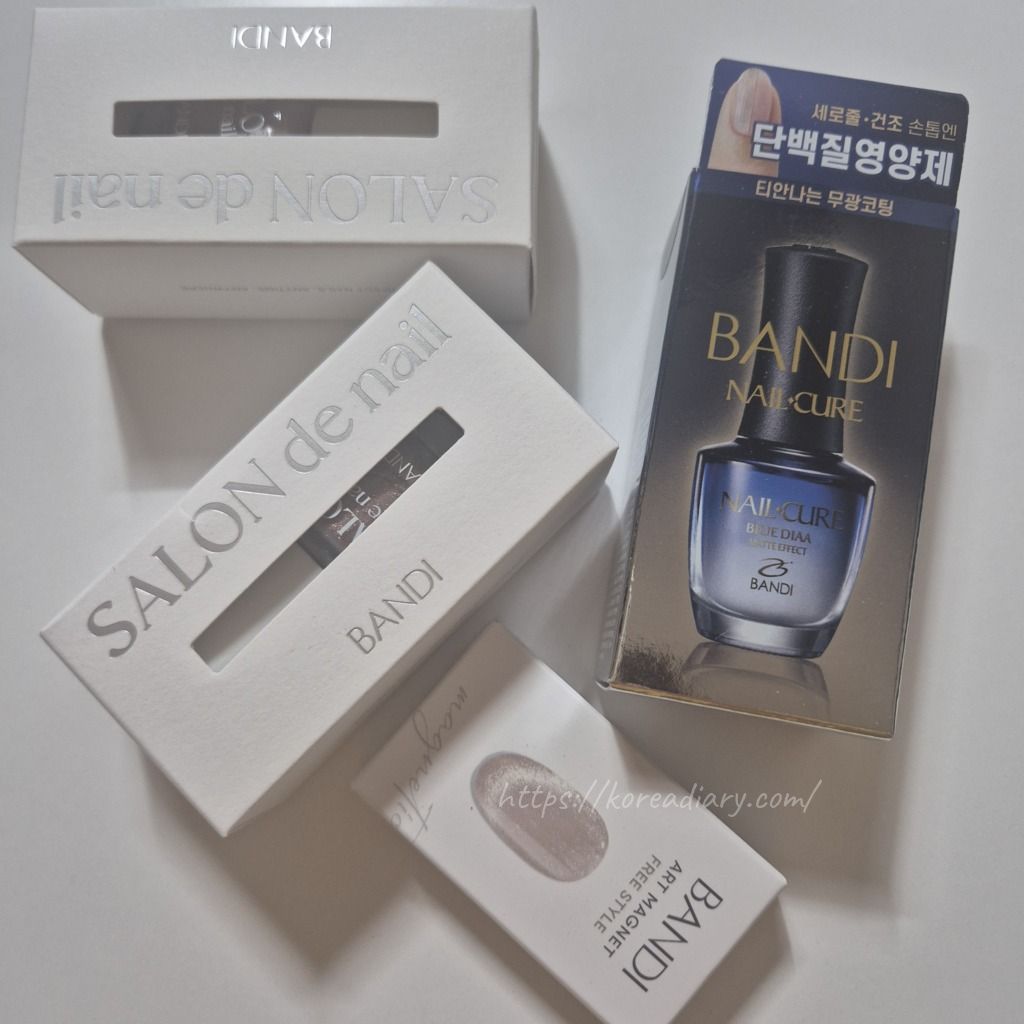 BANDI
SALON de nail
SALON de nail
BANDI
세로줄·건조 손톱엔
단백질영양제
티안나는 무광코팅
BANDI
NAIL·CURE
NAIL·CURE
BLUE DIAA
MATTE EFFECT
BANDI
magnetic
https://koreadiary.com/
BANDI
ART MAGNET
FREE STYLE